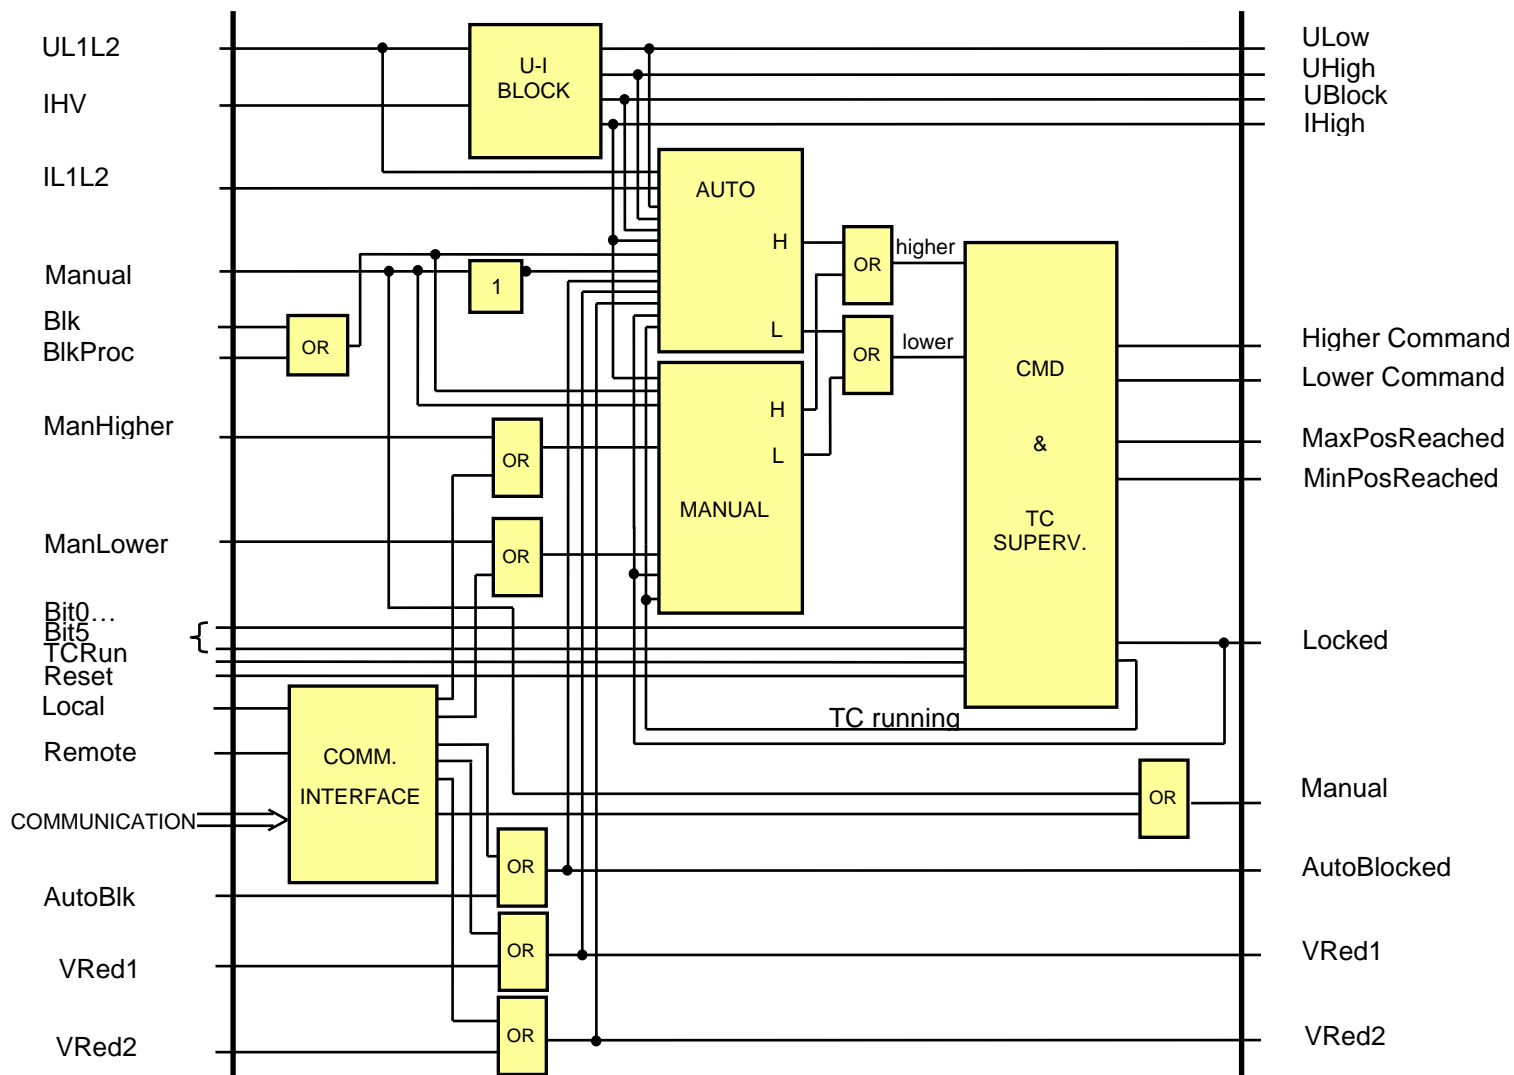 UL1L2
IHV
IL1L2
Manual
Blk
BlkProc
ManHigher
ManLower
Bit0…
Bit5
TCRun
Reset
Local
Remote
COMMUNICATION
AutoBlk
VRed1
VRed2
U-I
BLOCK
AUTO
H
L
1
OR
OR
higher
OR
lower
H
L
MANUAL
OR
OR
CMD
&
TC
SUPERV.
TC running
COMM.
INTERFACE
OR
OR
OR
OR
ULow
UHigh
UBlock
IHigh
Higher Command
Lower Command
MaxPosReached
MinPosReached
Locked
Manual
AutoBlocked
VRed1
VRed2